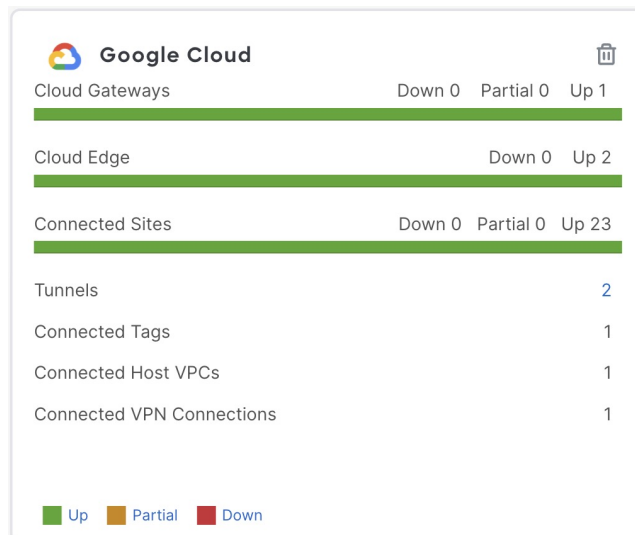 Google Cloud
Cloud Gateways Down 0 Partial 0 Up 1
Cloud Edge Down 0 Up 2
Connected Sites Down 0 Partial 0 Up 23
Tunnels 2
Connected Tags 1
Connected Host VPCs 1
Connected VPN Connections 1
Up Partial Down